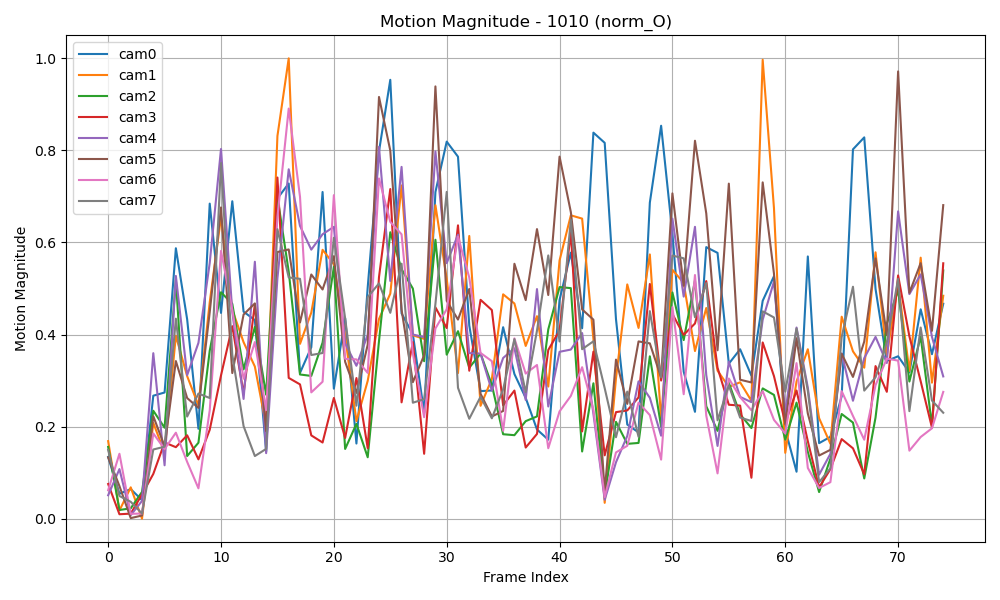 Motion Magnitude - 1010 (norm_O)
cam0
cam1
cam2
cam3
cam4
cam5
cam6
cam7
Motion Magnitude
1.0
0.8
0.6
0.4
0.2
0.0
0 10 20 30 40 50 60 70
Frame Index